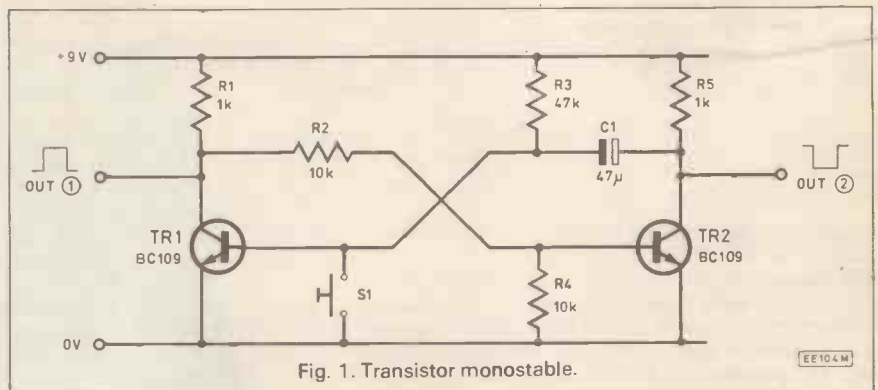 +9V
R1
1k
R2
10k
R3
47k
C1
47μ
R5
1k
OUT ①
OUT ②
TR1
BC109
S1
R4
10k
TR2
BC109
0V
Fig. 1. Transistor monostable.
EE104M